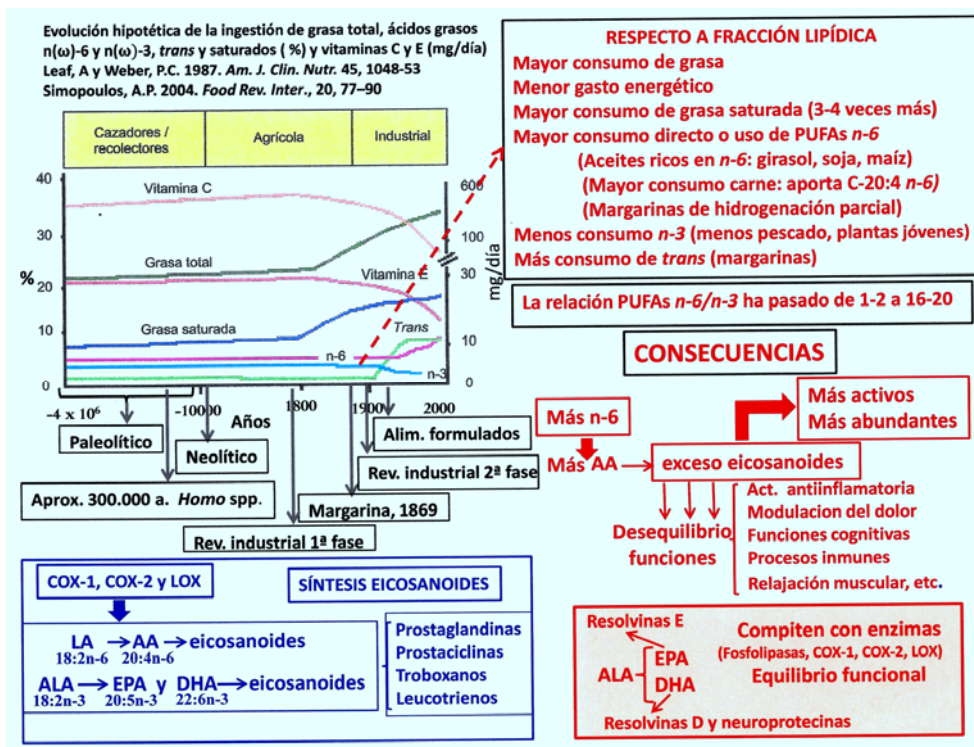 Evolución hipotética de la ingestión de grasa total, ácidos grasos
n(ω)-6 y n(ω)-3, trans y saturados ( %) y vitaminas C y E (mg/día)
Leaf, A y Weber, P.C. 1987. Am. J. Clin. Nutr. 45, 1048-53
Simopoulos, A.P. 2004. Food Rev. Inter., 20, 77–90
Cazadores /
recolectores
Agrícola
Industrial
40
30
%
20
10
0
600
100
30
mg/día
10
0
Vitamina C
Grasa total
Vitamina E
Grasa saturada
Trans
n-6
n-3
-4 x 10⁶
-10000
Años
1800
1900
2000
Paleolítico
Neolítico
Alim. formulados
Rev. industrial 2ª fase
Aprox. 300.000 a. Homo spp.
Margarina, 1869
Rev. industrial 1ª fase
RESPECTO A FRACCIÓN LIPÍDICA
Mayor consumo de grasa
Menor gasto energético
Mayor consumo de grasa saturada (3-4 veces más)
Mayor consumo directo o uso de PUFAs n-6
(Aceites ricos en n-6: girasol, soja, maíz)
(Mayor consumo carne: aporta C-20:4 n-6)
(Margarinas de hidrogenación parcial)
Menos consumo n-3 (menos pescado, plantas jóvenes)
Más consumo de trans (margarinas)
La relación PUFAs n-6/n-3 ha pasado de 1-2 a 16-20
CONSECUENCIAS
Más n-6
Más activos
Más abundantes
Más AA
exceso eicosanoides
Desequilibrio
funciones
Act. antiinflamatoria
Modulacion del dolor
Funciones cognitivas
Procesos inmunes
Relajación muscular, etc.
COX-1, COX-2 y LOX
SÍNTESIS EICOSANOIDES
LA → AA → eicosanoides
18:2n-6 20:4n-6
ALA → EPA y DHA → eicosanoides
18:2n-3 20:5n-3 22:6n-3
Prostaglandinas
Prostaciclinas
Troboxanos
Leucotrienos
Resolvinas E
EPA
ALA
DHA
Resolvinas D y neuroprotecinas
Compiten con enzimas
(Fosfolipasas, COX-1, COX-2, LOX)
Equilibrio funcional